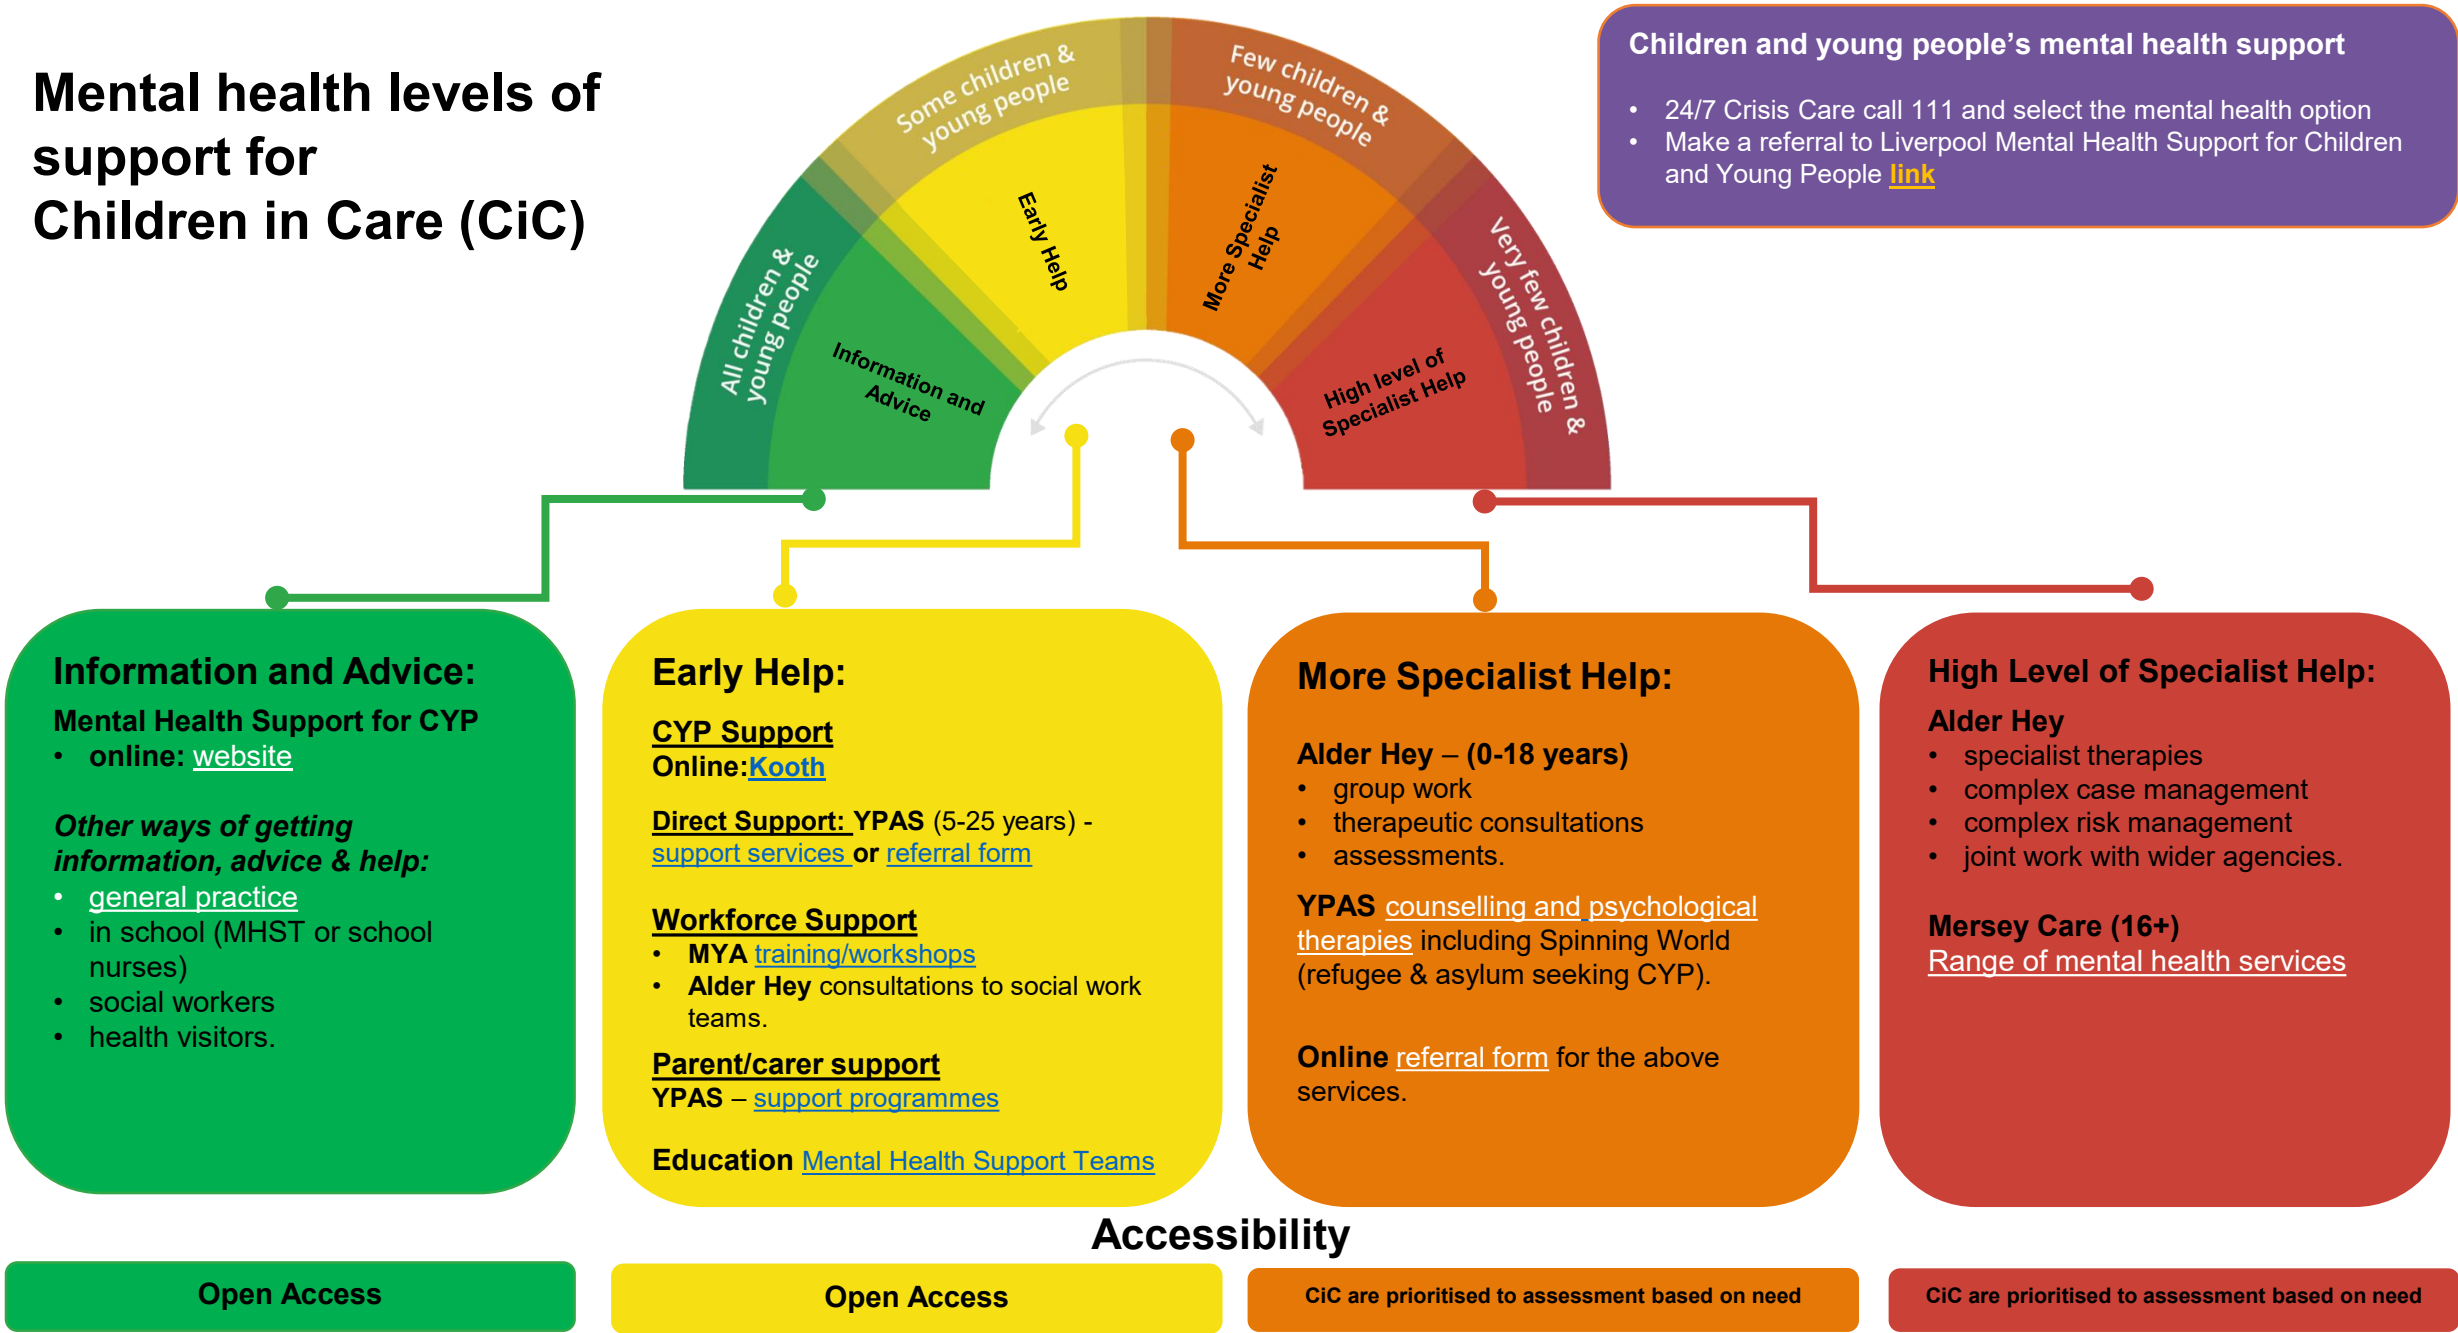 Mental health levels of
support for
Children in Care (CiC)
All children &
young people
Some children &
young people
Few children &
young people
Very few children &
young people
Information and
Advice
Early Help
More Specialist
Help
High level of
Specialist Help
Children and young people's mental health support
• 24/7 Crisis Care call 111 and select the mental health option
• Make a referral to Liverpool Mental Health Support for Children
and Young People link
Information and Advice:
Mental Health Support for CYP
• online: website
Other ways of getting
information, advice & help:
• general practice
• in school (MHST or school
nurses)
• social workers
• health visitors.
Early Help:
CYP Support
Online:Kooth
Direct Support: YPAS (5-25 years) -
support services or referral form
Workforce Support
• MYA training/workshops
• Alder Hey consultations to social work
teams.
Parent/carer support
YPAS – support programmes
Education Mental Health Support Teams
More Specialist Help:
Alder Hey – (0-18 years)
• group work
• therapeutic consultations
• assessments.
YPAS counselling and psychological
therapies including Spinning World
(refugee & asylum seeking CYP).
Online referral form for the above
services.
High Level of Specialist Help:
Alder Hey
• specialist therapies
• complex case management
• complex risk management
• joint work with wider agencies.
Mersey Care (16+)
Range of mental health services
Accessibility
Open Access
Open Access
CiC are prioritised to assessment based on need
CiC are prioritised to assessment based on need